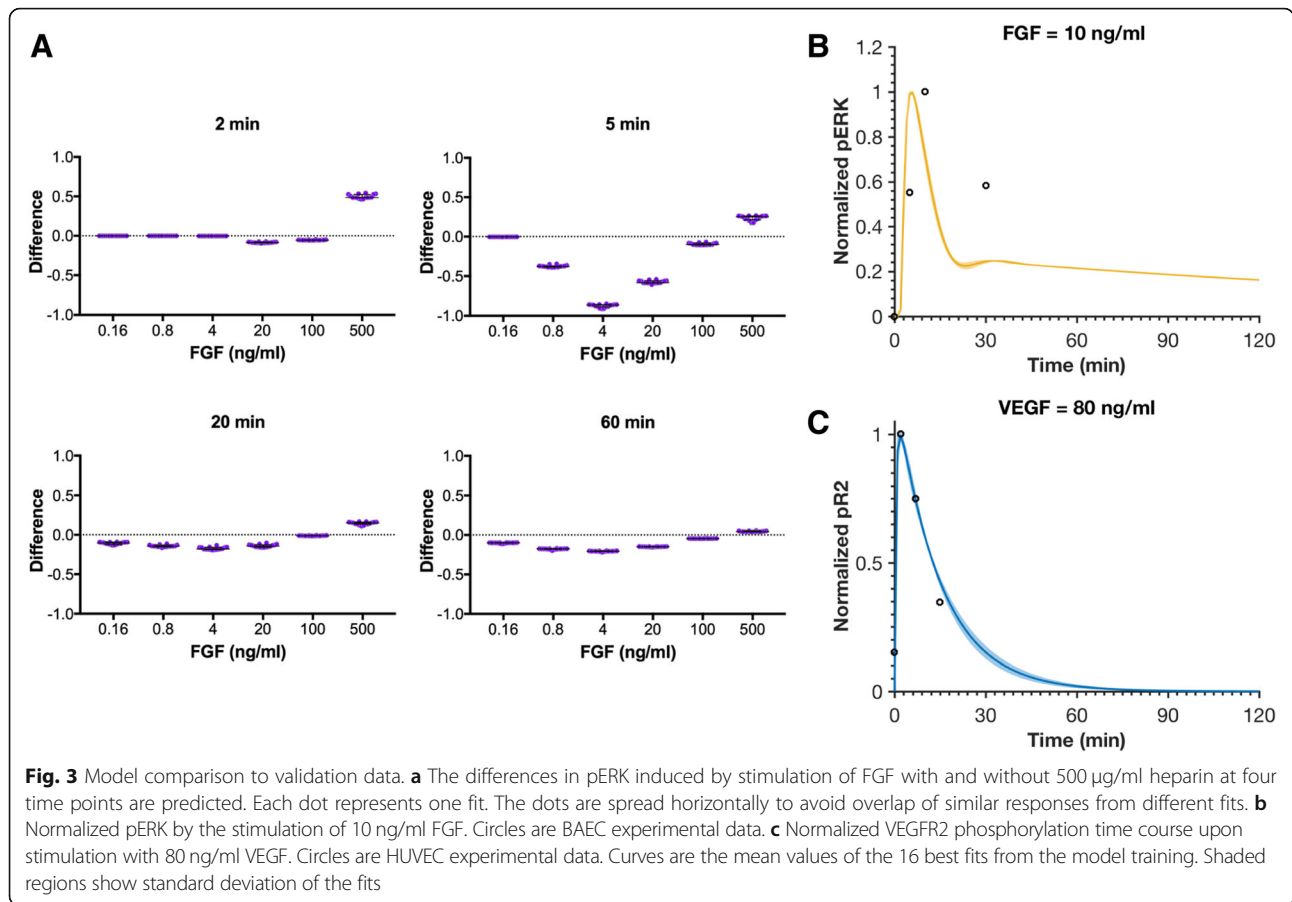 A
2 min
1.0
0.5
0.0
-0.5
-1.0
Difference
0.16 0.8 4 20 100 500
FGF (ng/ml)
5 min
1.0
0.5
0.0
-0.5
-1.0
Difference
0.16 0.8 4 20 100 500
FGF (ng/ml)
20 min
1.0
0.5
0.0
-0.5
-1.0
Difference
0.16 0.8 4 20 100 500
FGF (ng/ml)
60 min
1.0
0.5
0.0
-0.5
-1.0
Difference
0.16 0.8 4 20 100 500
FGF (ng/ml)
B
FGF = 10 ng/ml
1.2
1
0.8
0.6
0.4
0.2
0
Normalized pERK
0 30 60 90 120
Time (min)
C
VEGF = 80 ng/ml
1
0.5
0
Normalized pR2
0 30 60 90 120
Time (min)
Fig. 3 Model comparison to validation data. a The differences in pERK induced by stimulation of FGF with and without 500 μg/ml heparin at four
time points are predicted. Each dot represents one fit. The dots are spread horizontally to avoid overlap of similar responses from different fits. b
Normalized pERK by the stimulation of 10 ng/ml FGF. Circles are BAEC experimental data. c Normalized VEGFR2 phosphorylation time course upon
stimulation with 80 ng/ml VEGF. Circles are HUVEC experimental data. Curves are the mean values of the 16 best fits from the model training. Shaded
regions show standard deviation of the fits